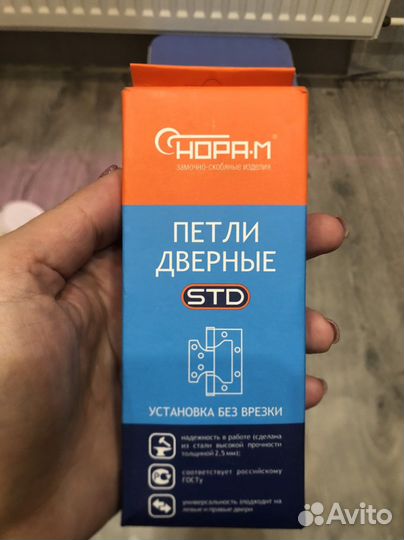 НОРА-М®
замочно-скобяные изделия
ПЕТЛИ
ДВЕРНЫЕ
STD
УСТАНОВКА БЕЗ ВРЕЗКИ
надежность в работе (сделана
из стали высокой прочности
толщиной 2,5 мм);
соответствует российскому
ГОСТу
универсальность (подходит на
левые и правые двери
Avito